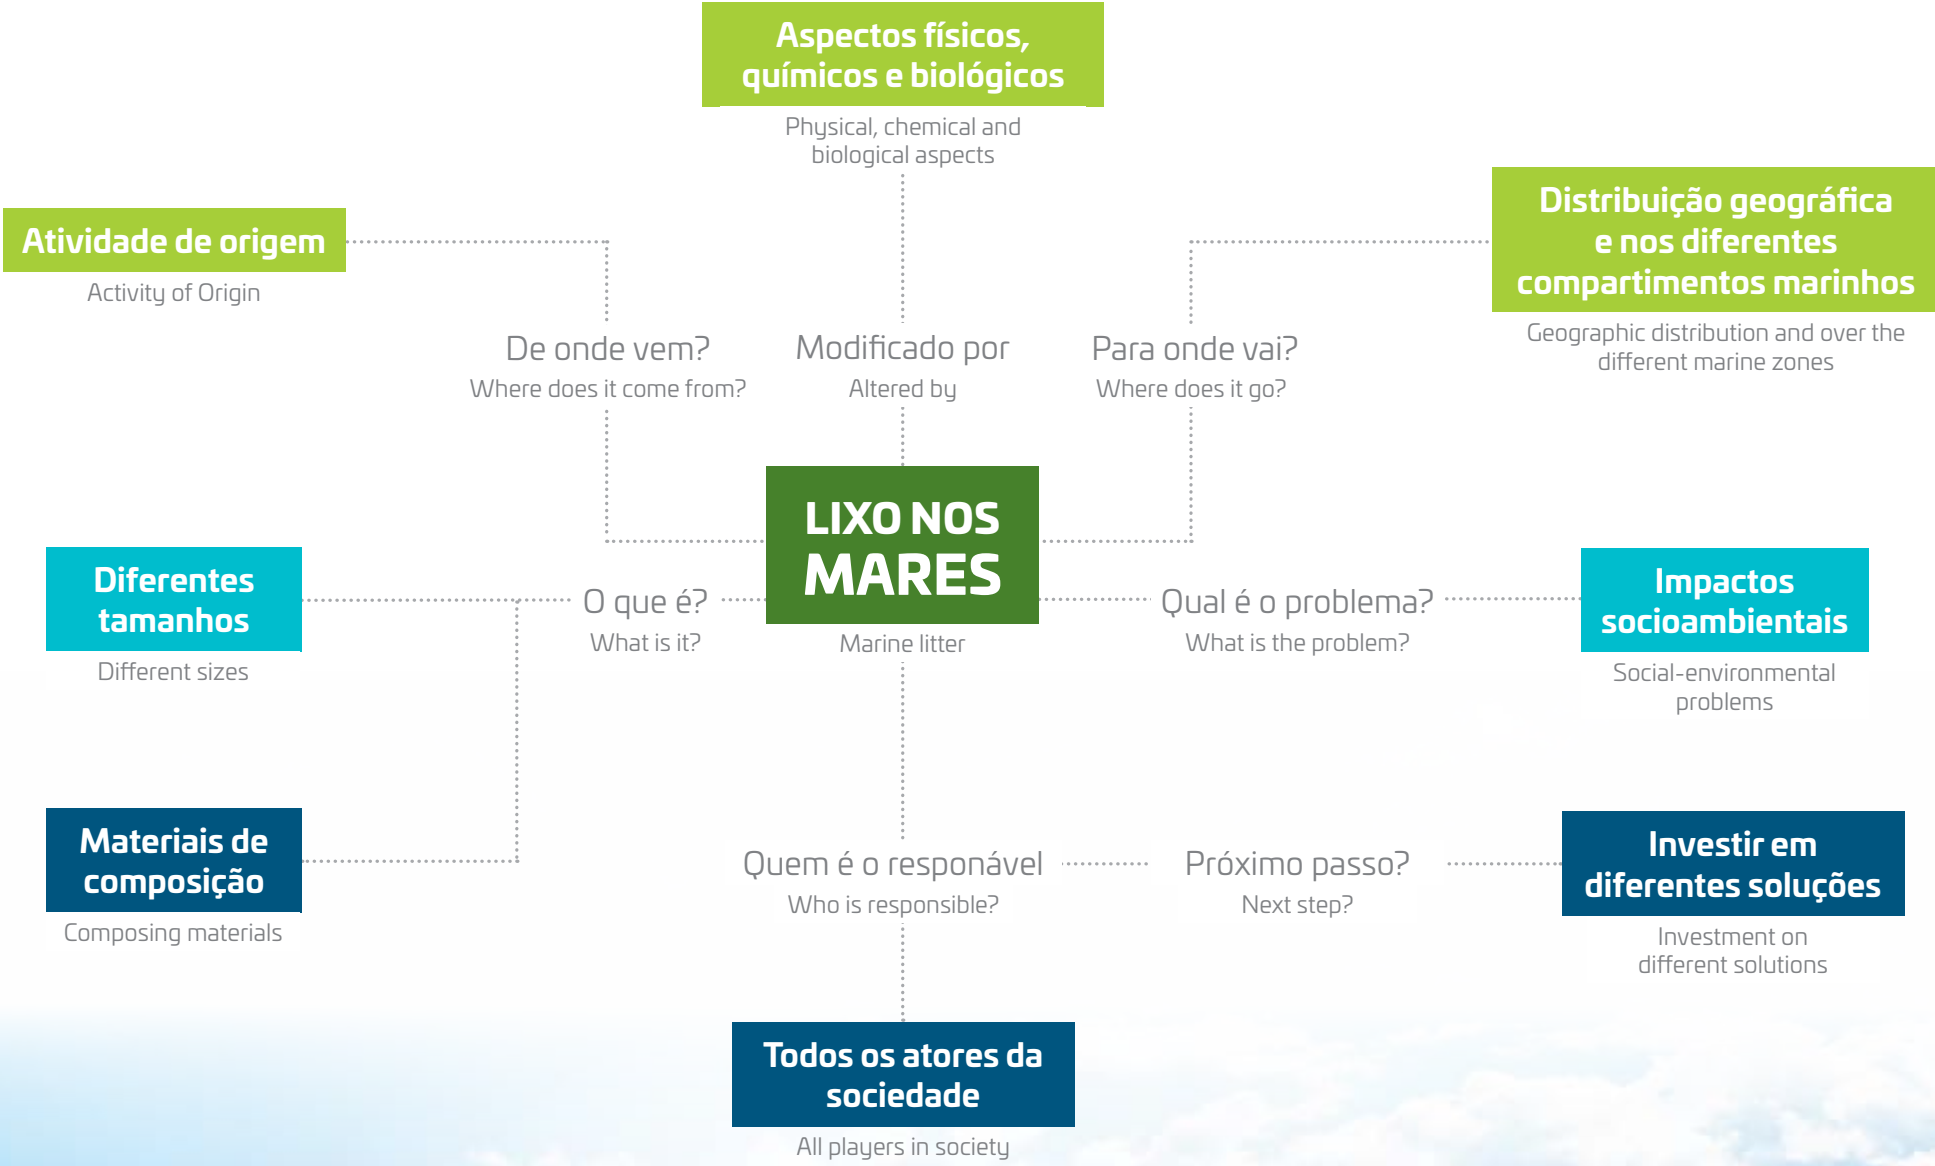 Aspectos físicos,
químicos e biológicos
Physical, chemical and
biological aspects
Atividade de origem
Activity of Origin
Distribuição geográfica
e nos diferentes
compartimentos marinhos
Geographic distribution and over the
different marine zones
De onde vem?
Where does it come from?
Modificado por
Altered by
Para onde vai?
Where does it go?
LIXO NOS
MARES
Marine litter
Diferentes
tamanhos
Different sizes
O que é?
What is it?
Qual é o problema?
What is the problem?
Impactos
socioambientais
Social-environmental
problems
Materiais de
composição
Composing materials
Quem é o responável
Who is responsible?
Próximo passo?
Next step?
Investir em
diferentes soluções
Investment on
different solutions
Todos os atores da
sociedade
All players in society